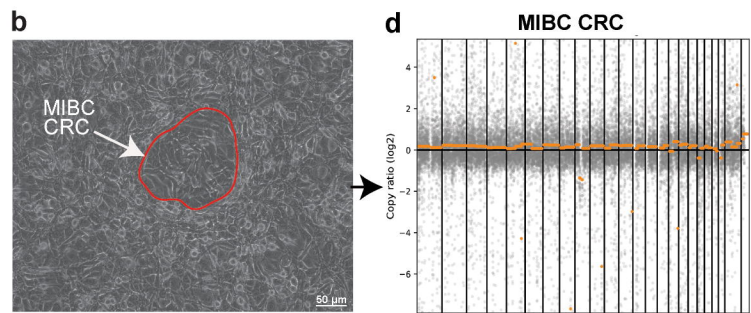 b
MIBC
CRC
50 µm
d
MIBC CRC
Copy ratio (log2)
4
2
0
−2
−4
−6